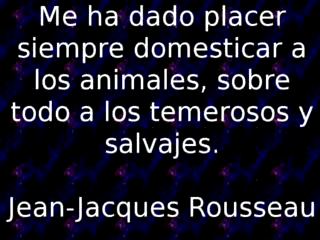 Me ha dado placer
siempre domesticar a
los animales, sobre
todo a los temerosos y
salvajes.
Jean-Jacques Rousseau